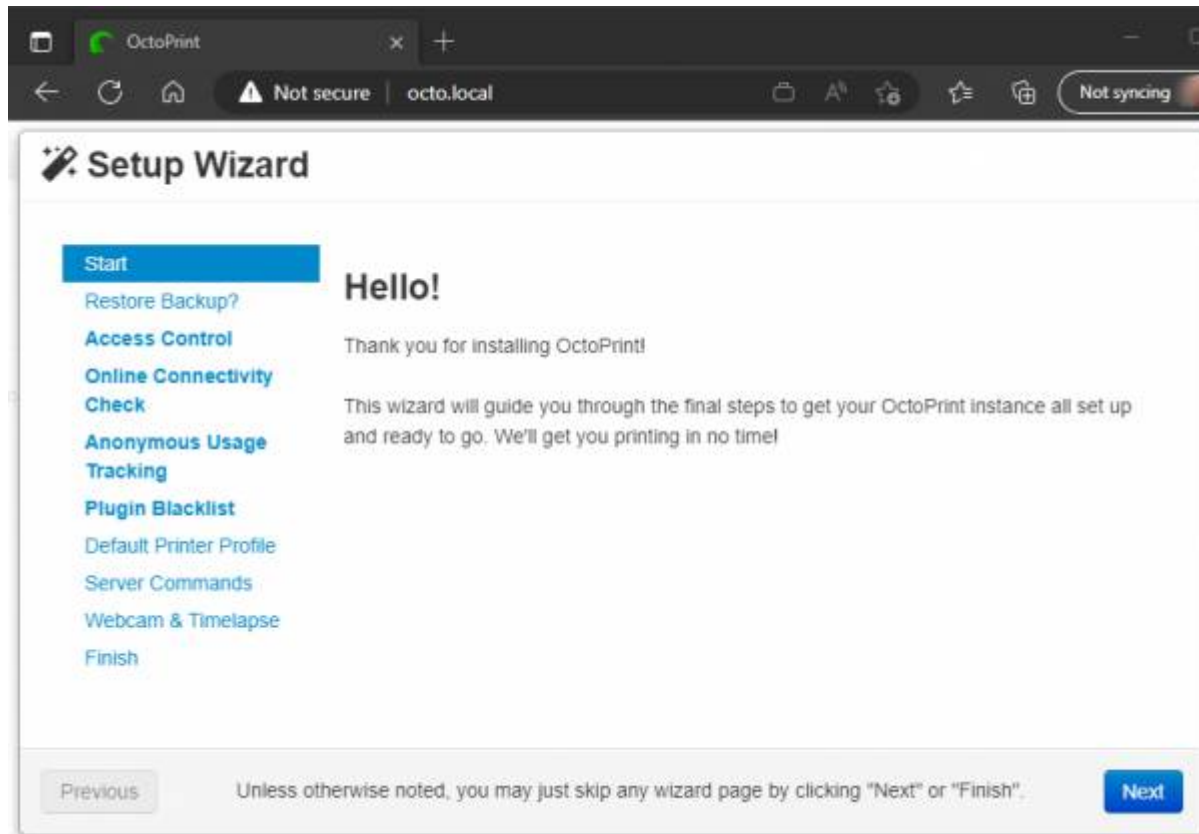 OctoPrint
Not secure
octo.local
Not syncing
Setup Wizard
Start
Restore Backup?
Access Control
Online Connectivity
Check
Anonymous Usage
Tracking
Plugin Blacklist
Default Printer Profile
Server Commands
Webcam & Timelapse
Finish
Hello!
Thank you for installing OctoPrint!
This wizard will guide you through the final steps to get your OctoPrint instance all set up
and ready to go. We'll get you printing in no time!
Previous
Unless otherwise noted, you may just skip any wizard page by clicking "Next" or "Finish".
Next